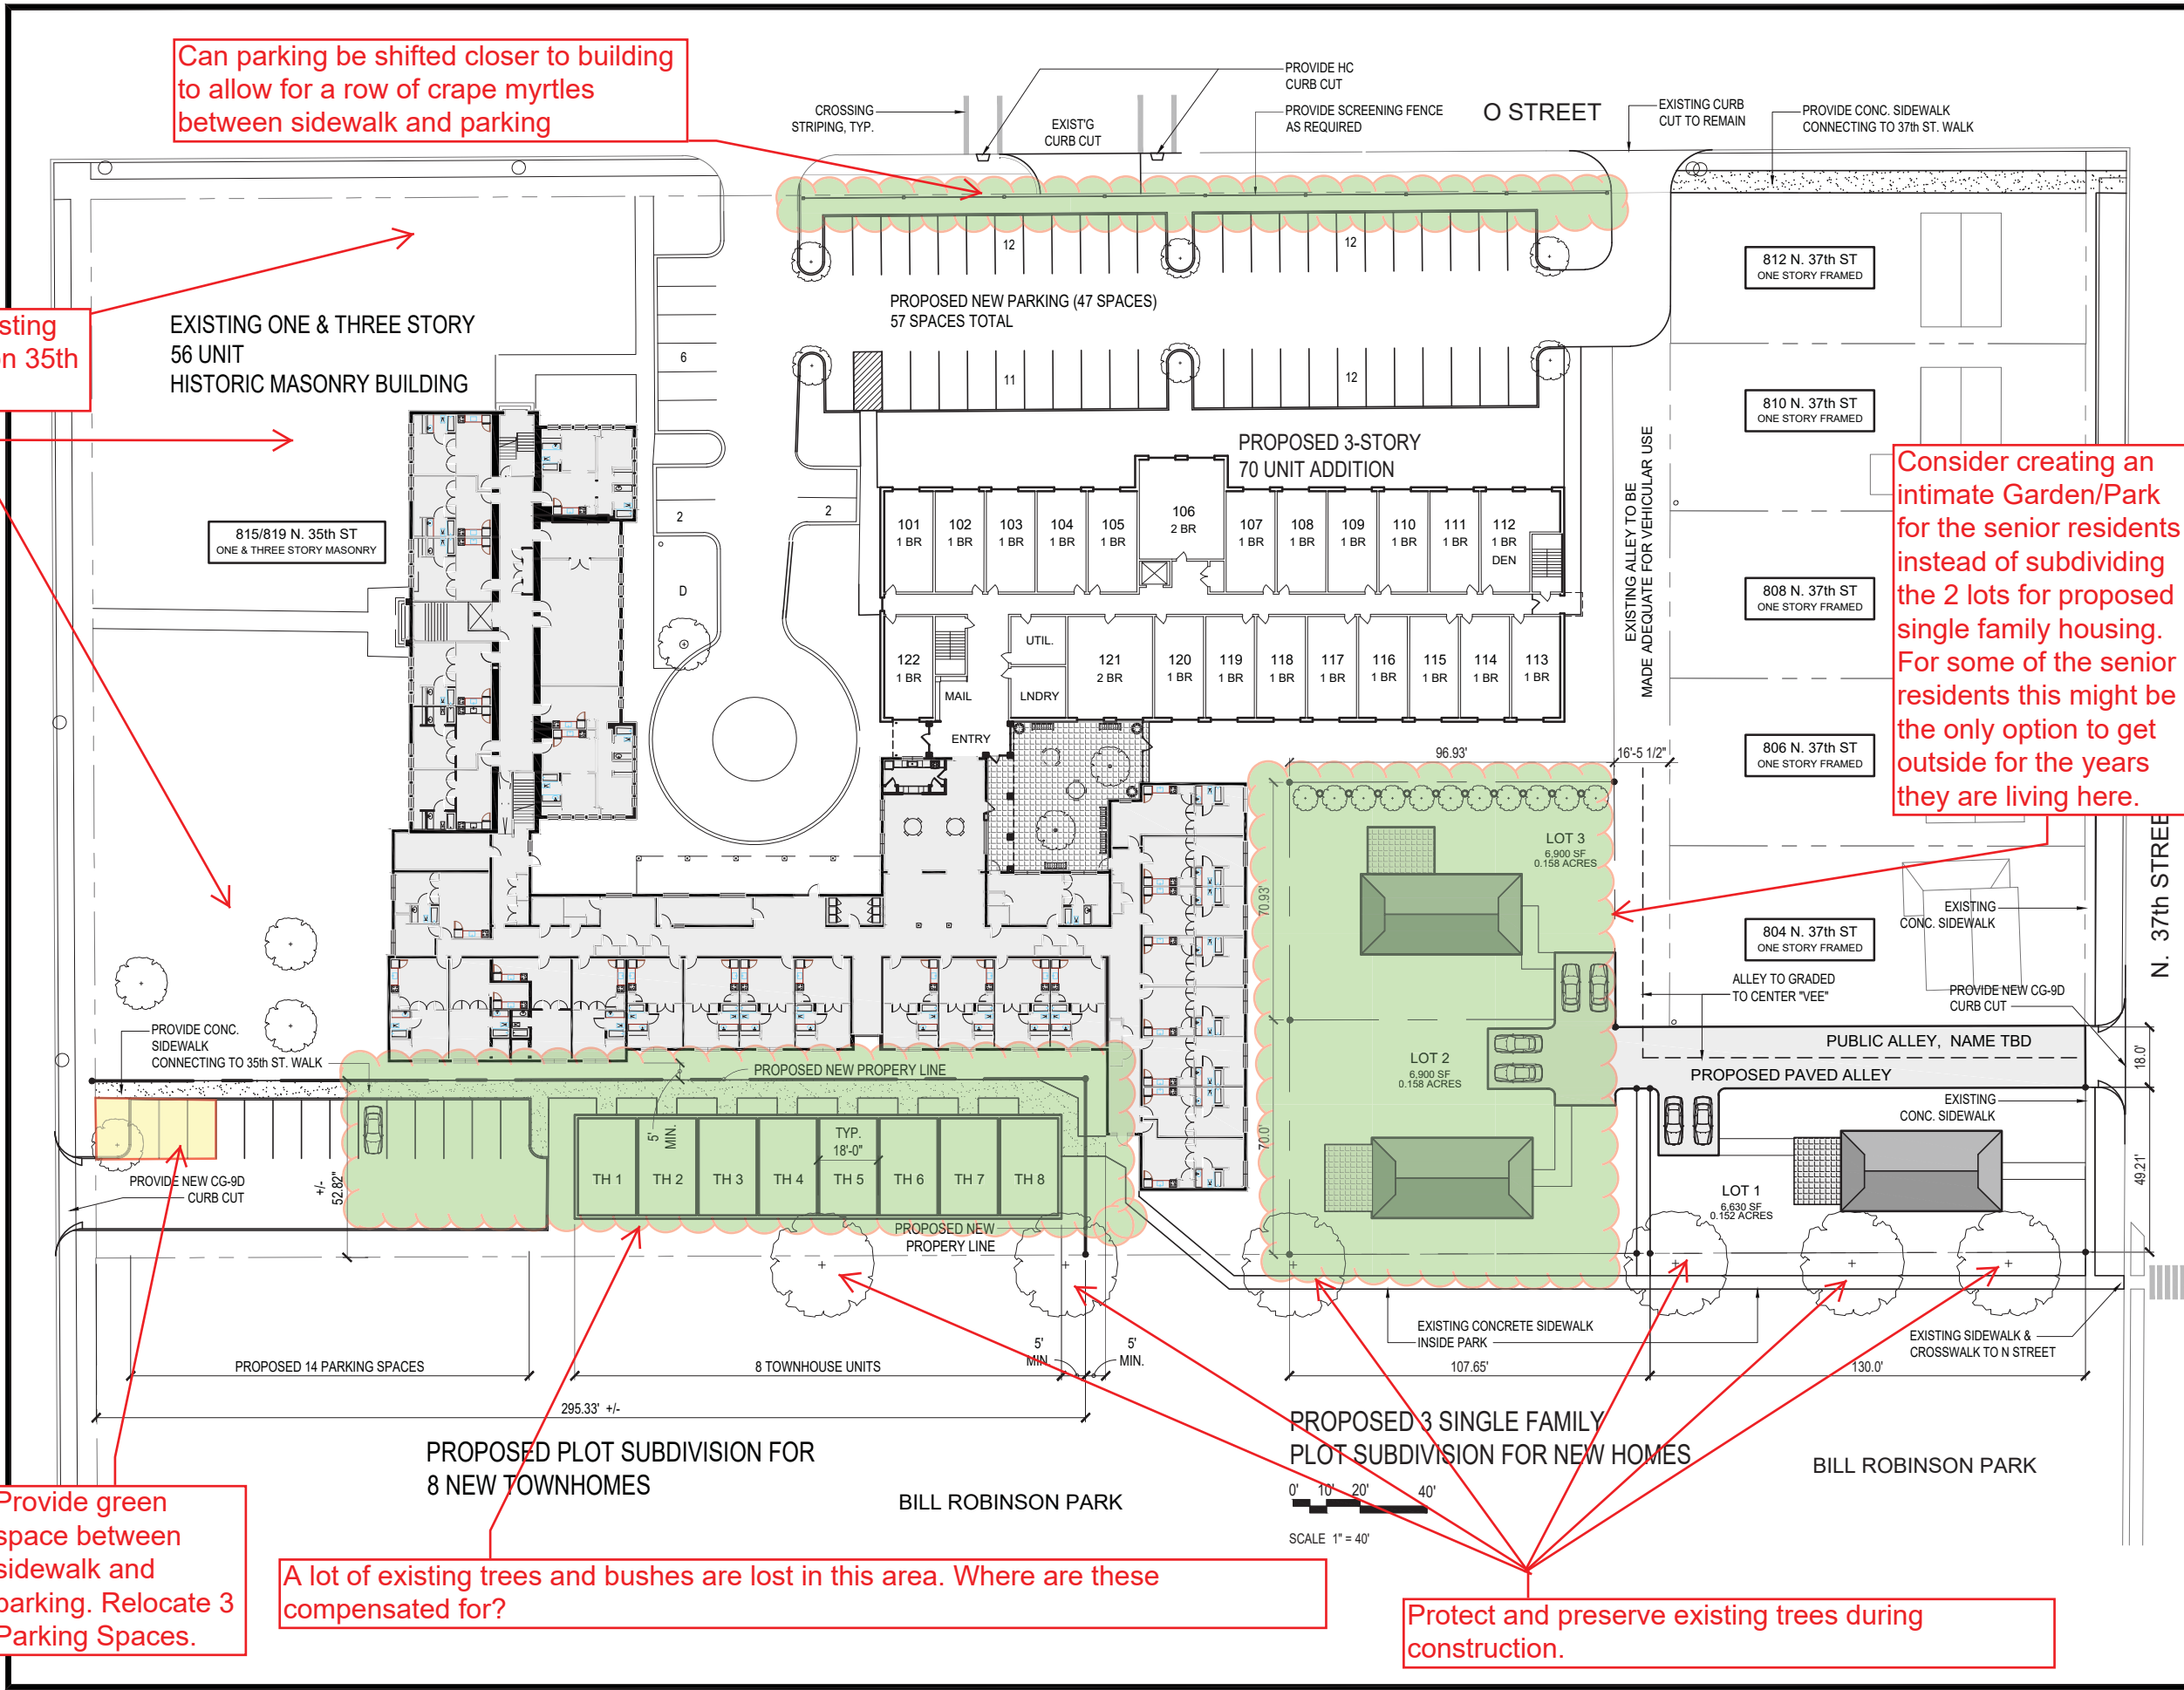 Can parking be shifted closer to building
to allow for a row of crape myrtles
between sidewalk and parking
PROVIDE HC
CURB CUT
CROSSING
STRIPING, TYP.
EXIST'G
CURB CUT
PROVIDE SCREENING FENCE
AS REQUIRED
O STREET
EXISTING CURB
CUT TO REMAIN
PROVIDE CONC. SIDEWALK
CONNECTING TO 37th ST. WALK
12
12
PROPOSED NEW PARKING (47 SPACES)
57 SPACES TOTAL
812 N. 37th ST
ONE STORY FRAMED
sting
n 35th
EXISTING ONE & THREE STORY
56 UNIT
HISTORIC MASONRY BUILDING
6
11
12
810 N. 37th ST
ONE STORY FRAMED
PROPOSED 3-STORY
70 UNIT ADDITION
EXISTING ALLEY TO BE
MADE ADEQUATE FOR VEHICULAR USE
Consider creating an
intimate Garden/Park
for the senior residents
instead of subdividing
the 2 lots for proposed
single family housing.
For some of the senior
residents this might be
the only option to get
outside for the years
they are living here.
815/819 N. 35th ST
ONE & THREE STORY MASONRY
2
2
D
101
1 BR
102
1 BR
103
1 BR
104
1 BR
105
1 BR
106
2 BR
107
1 BR
108
1 BR
109
1 BR
110
1 BR
111
1 BR
112
1 BR
DEN
808 N. 37th ST
ONE STORY FRAMED
122
1 BR
UTIL.
MAIL
LNDRY
121
2 BR
120
1 BR
119
1 BR
118
1 BR
117
1 BR
116
1 BR
115
1 BR
114
1 BR
113
1 BR
ENTRY
806 N. 37th ST
ONE STORY FRAMED
96.93'
16'-5 1/2"
LOT 3
6,900 SF
0.158 ACRES
70.93'
N. 37th STREE
EXISTING
CONC. SIDEWALK
804 N. 37th ST
ONE STORY FRAMED
ALLEY TO GRADED
TO CENTER "VEE"
PROVIDE NEW CG-9D
CURB CUT
PROVIDE CONC.
SIDEWALK
CONNECTING TO 35th ST. WALK
PROPOSED NEW PROPERY LINE
LOT 2
6,900 SF
0.158 ACRES
PUBLIC ALLEY, NAME TBD
PROPOSED PAVED ALLEY
18.0'
EXISTING
CONC. SIDEWALK
5'
MIN.
TYP.
18'-0"
TH 1
TH 2
TH 3
TH 4
TH 5
TH 6
TH 7
TH 8
70.0'
49.21'
PROVIDE NEW CG-9D
CURB CUT
+/-
52.82"
LOT 1
6,630 SF
0.152 ACRES
PROPOSED NEW
PROPERY LINE
EXISTING CONCRETE SIDEWALK
INSIDE PARK
EXISTING SIDEWALK &
CROSSWALK TO N STREET
PROPOSED 14 PARKING SPACES
8 TOWNHOUSE UNITS
5'
MIN.
5'
MIN.
107.65'
130.0'
295.33' +/-
PROPOSED PLOT SUBDIVISION FOR
8 NEW TOWNHOMES
PROPOSED 3 SINGLE FAMILY
PLOT SUBDIVISION FOR NEW HOMES
BILL ROBINSON PARK
BILL ROBINSON PARK
0' 10' 20' 40'
SCALE 1" = 40'
Provide green
space between
sidewalk and
parking. Relocate 3
Parking Spaces.
A lot of existing trees and bushes are lost in this area. Where are these
compensated for?
Protect and preserve existing trees during
construction.